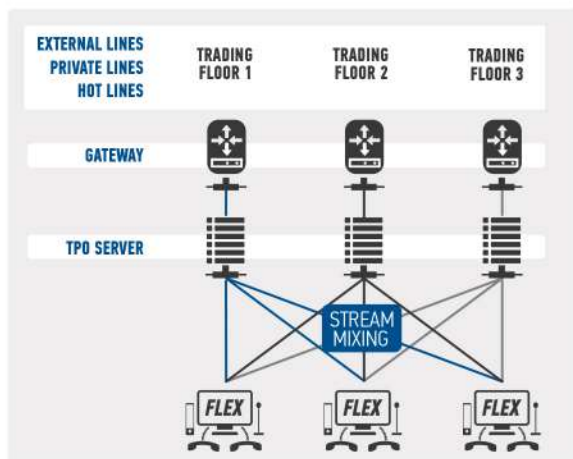 EXTERNAL LINES
PRIVATE LINES
HOT LINES
TRADING
FLOOR 1
TRADING
FLOOR 2
TRADING
FLOOR 3
GATEWAY
TPO SERVER
STREAM
MIXING
FLEX
FLEX
FLEX